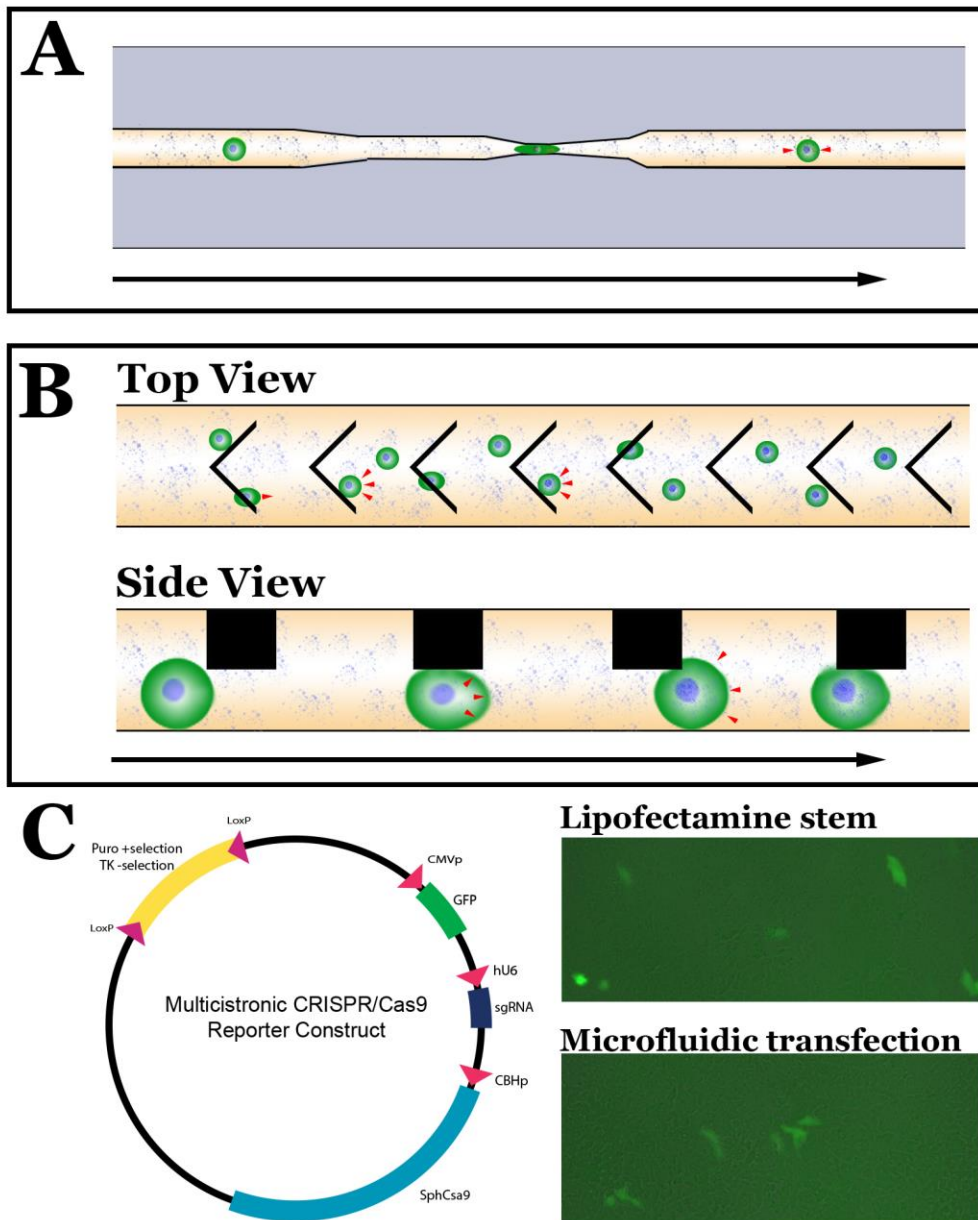 A
B
Top View
Side View
C
LoxP
Puro +selection
TK -selection
LoxP
CMVp
GFP
hU6
sgRNA
CBHp
SphCsa9
Multicistronic CRISPR/Cas9
Reporter Construct
Lipofectamine stem
Microfluidic transfection